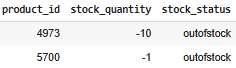 product_id stock_quantity stock_status
4973 -10 outofstock
5700 -1 outofstock